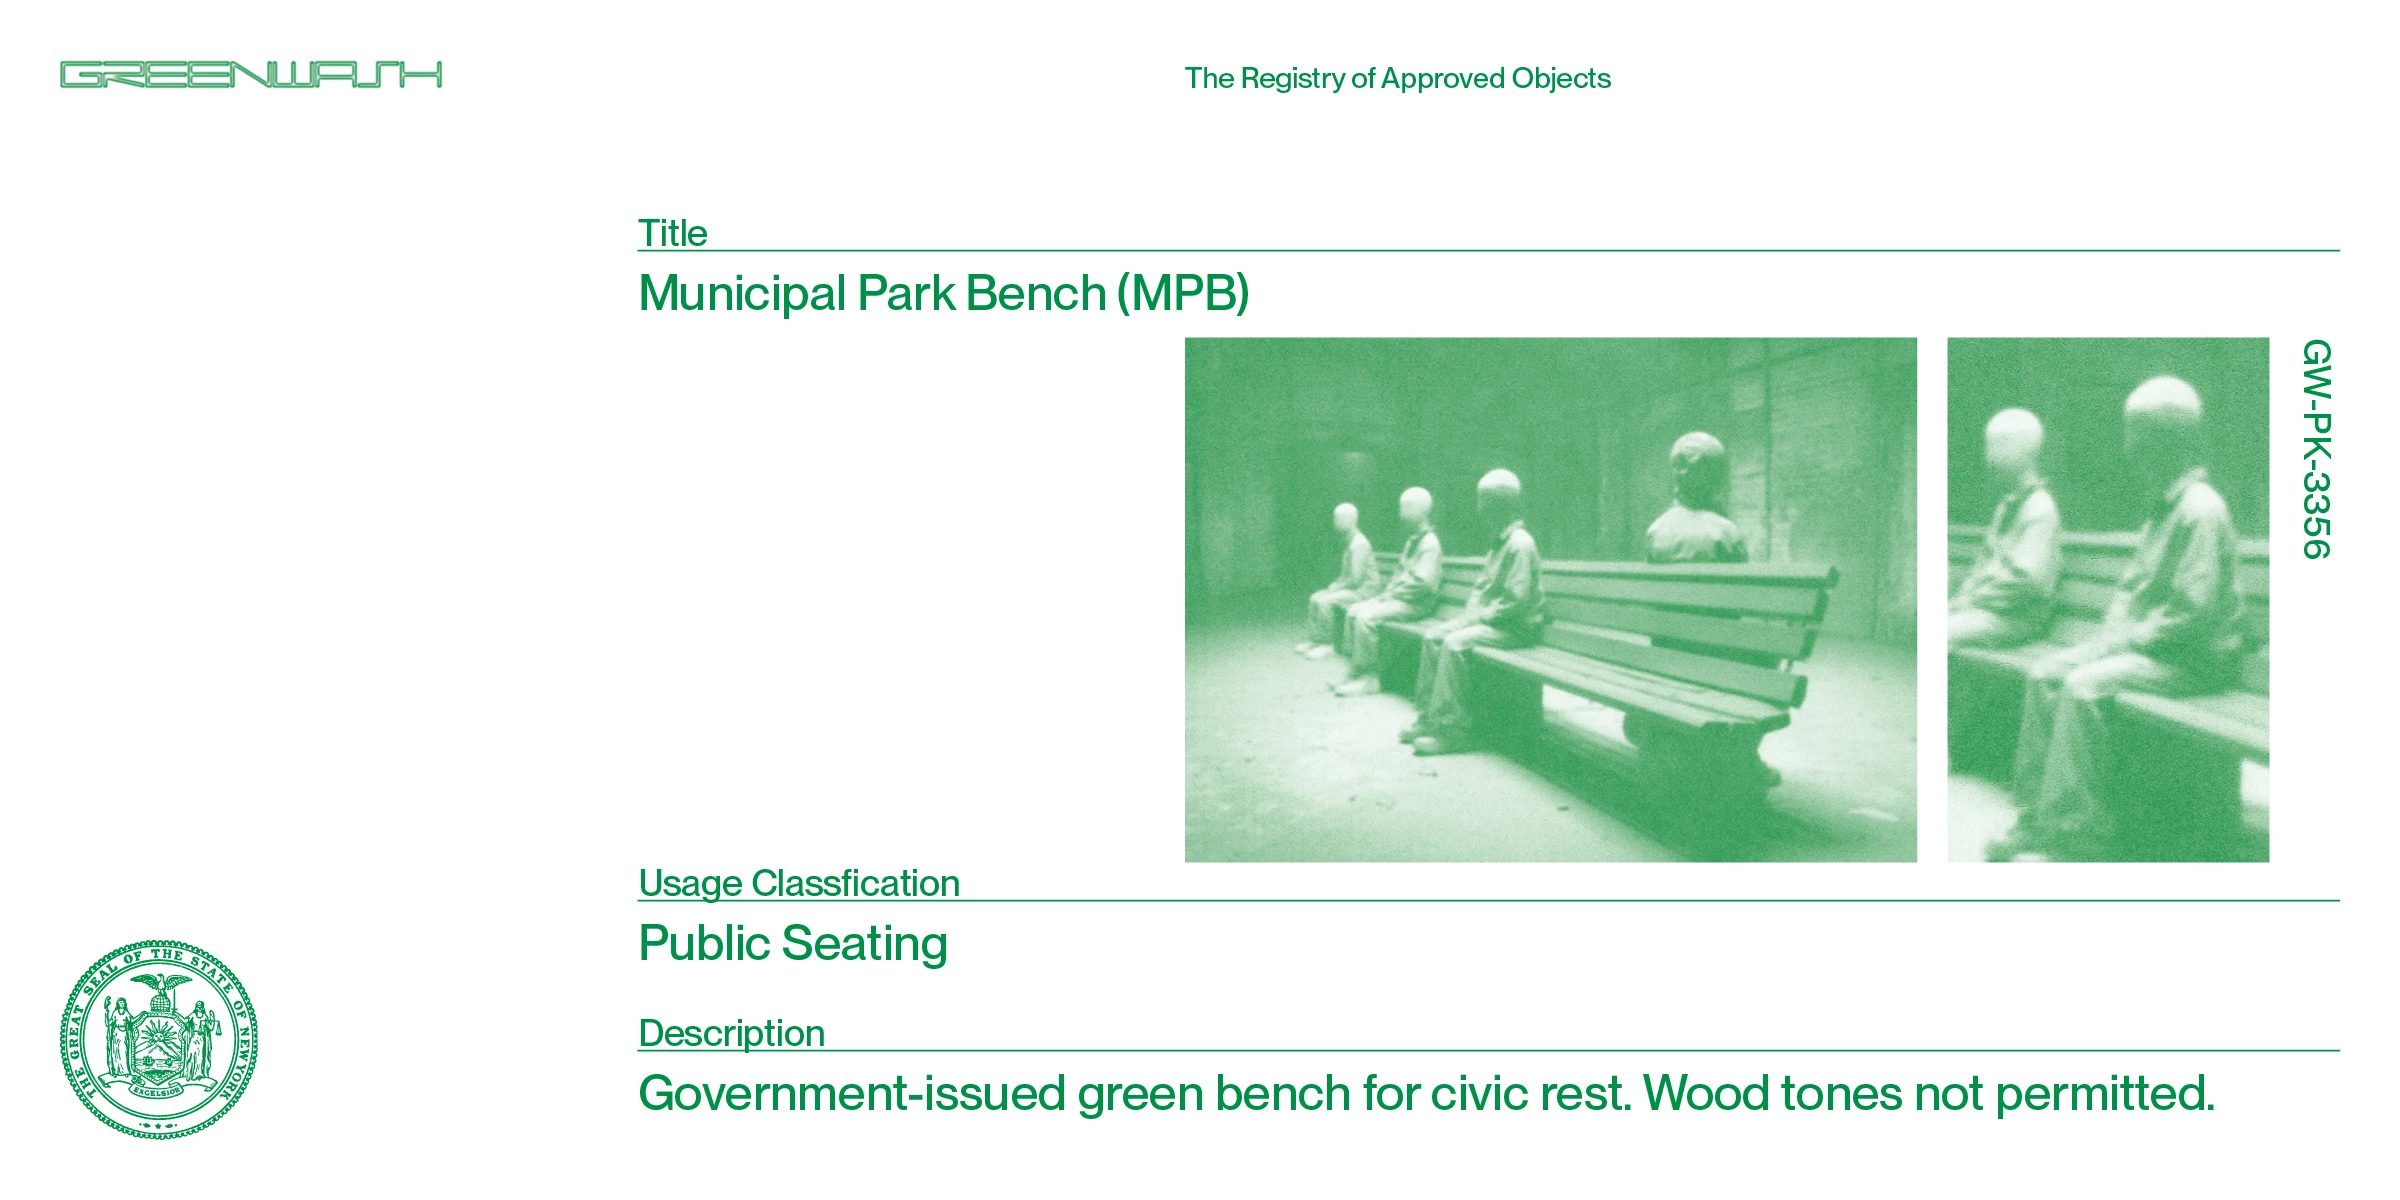 GREENWASH
The Registry of Approved Objects
Title
Municipal Park Bench (MPB)
GW-PK-3356
Usage Classfication
Public Seating
Description
Government-issued green bench for civic rest. Wood tones not permitted.
THE GREAT SEAL OF THE STATE OF NEW YORK
EXCELSIOR